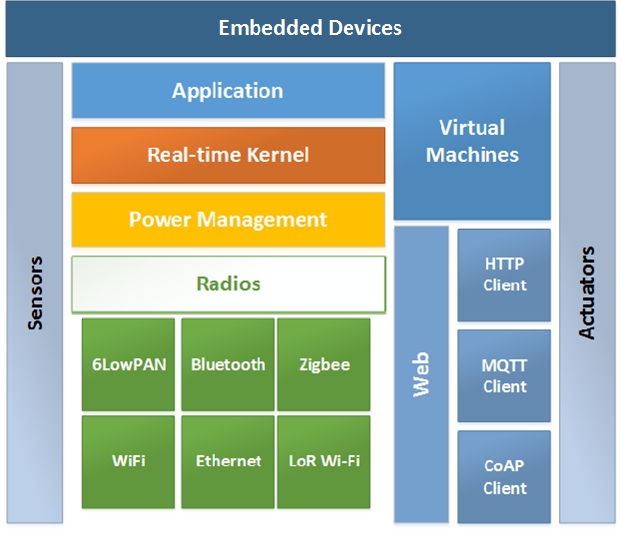 Embedded Devices
Sensors
Application
Real-time Kernel
Power Management
Radios
6LowPAN
Bluetooth
Zigbee
WiFi
Ethernet
LoR Wi-Fi
Virtual
Machines
Web
HTTP
Client
MQTT
Client
CoAP
Client
Actuators